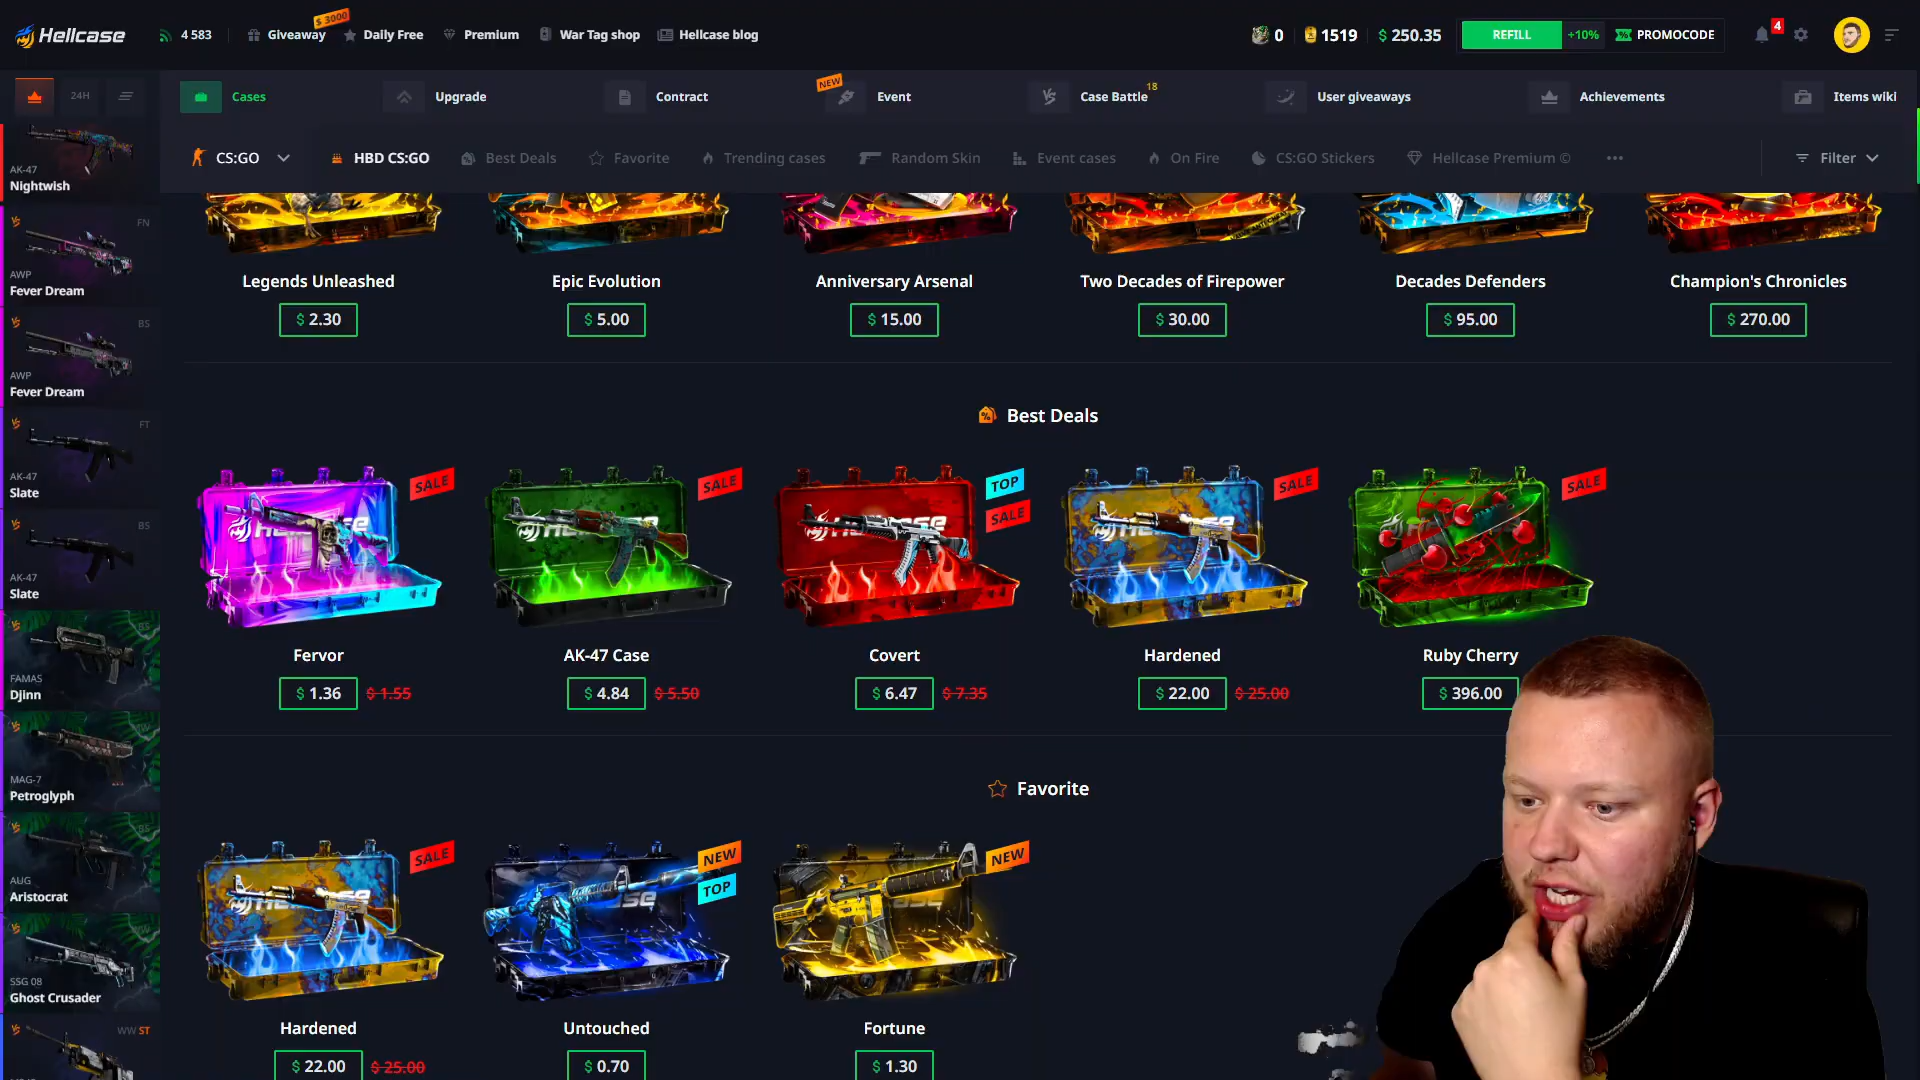 Hellcase
4 583
Giveaway
$ 3000
Daily Free
Premium
War Tag shop
Hellcase blog
0
1519
$ 250.35
REFILL
+10%
PROMOCODE
4
24H
Cases
Upgrade
Contract
NEW
Event
Case Battle
18
User giveaways
Achievements
Items wiki
CS:GO
HBD CS:GO
Best Deals
Favorite
Trending cases
Random Skin
Event cases
On Fire
CS:GO Stickers
Hellcase Premium ©
Filter
AK-47
Nightwish
FN
AWP
Fever Dream
BS
AWP
Fever Dream
FT
AK-47
Slate
BS
AK-47
Slate
BS
FAMAS
Djinn
MAG-7
Petroglyph
BS
AUG
Aristocrat
SSG 08
Ghost Crusader
WW ST
Legends Unleashed
$ 2.30
Epic Evolution
$ 5.00
Anniversary Arsenal
$ 15.00
Two Decades of Firepower
$ 30.00
Decades Defenders
$ 95.00
Champion's Chronicles
$ 270.00
Best Deals
SALE
SALE
TOP
SALE
SALE
SALE
Fervor
$ 1.36 $ 1.55
AK-47 Case
$ 4.84 $ 5.50
Covert
$ 6.47 $ 7.35
Hardened
$ 22.00 $ 25.00
Ruby Cherry
$ 396.00
Favorite
SALE
NEW
TOP
NEW
Hardened
$ 22.00 $ 25.00
Untouched
$ 0.70
Fortune
$ 1.30